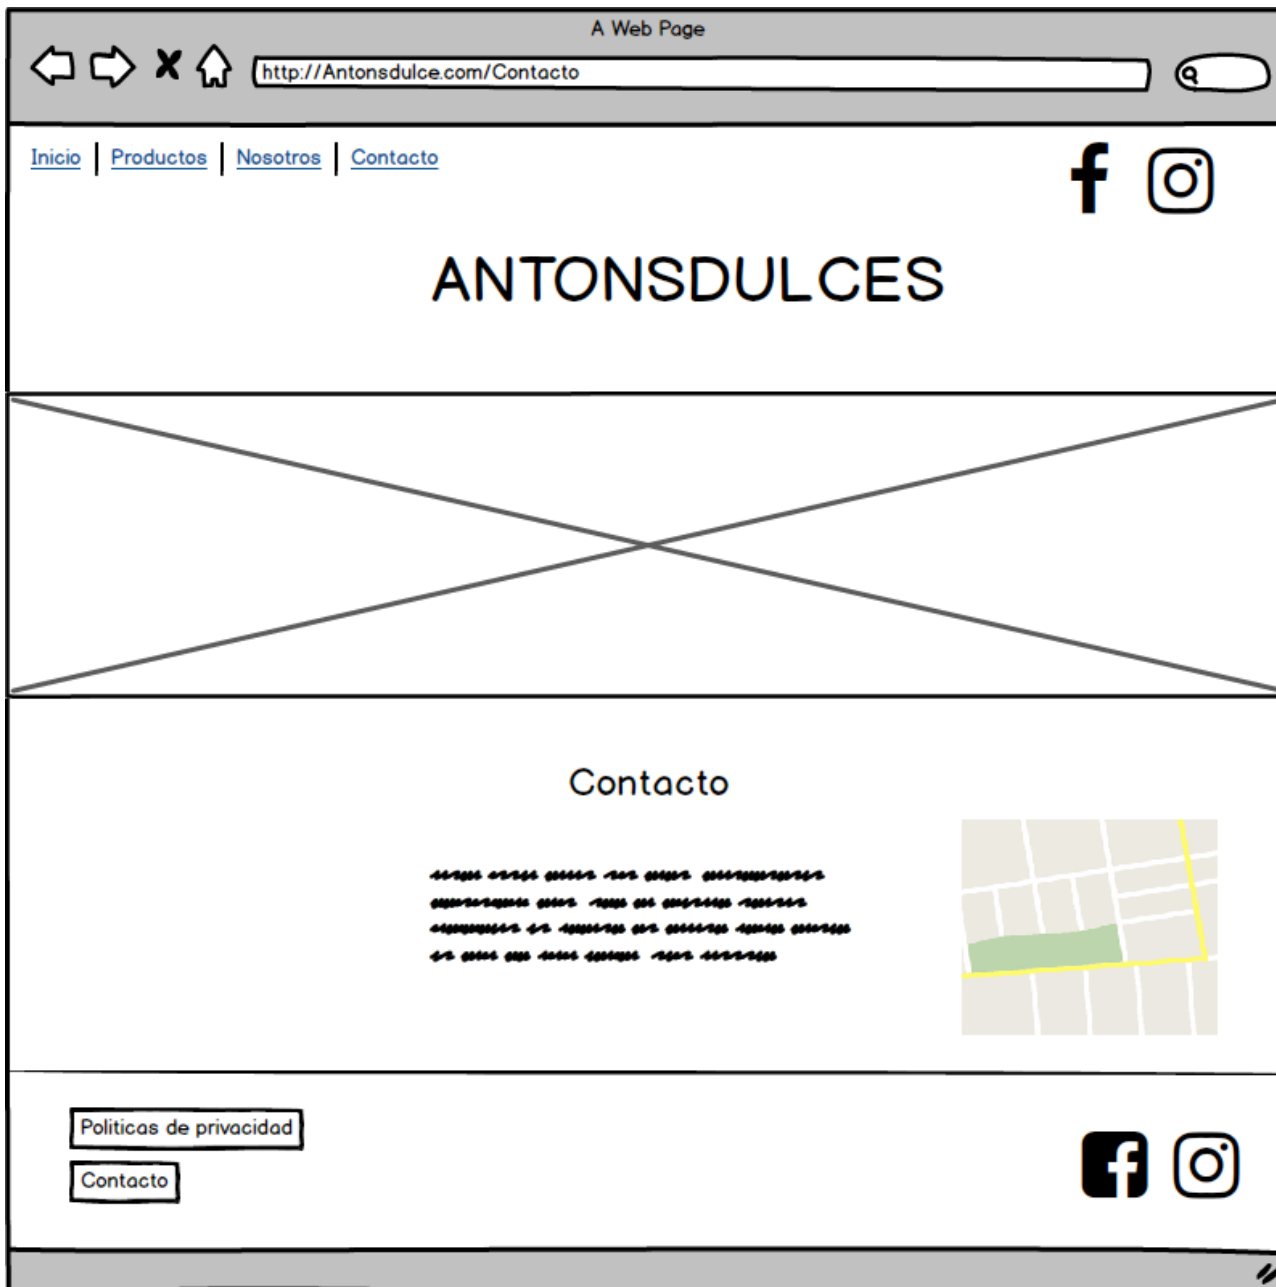 A Web Page
http://Antonsdulce.com/Contacto
Inicio Productos Nosotros Contacto
ANTONSDULCES
Contacto
Politicas de privacidad
Contacto